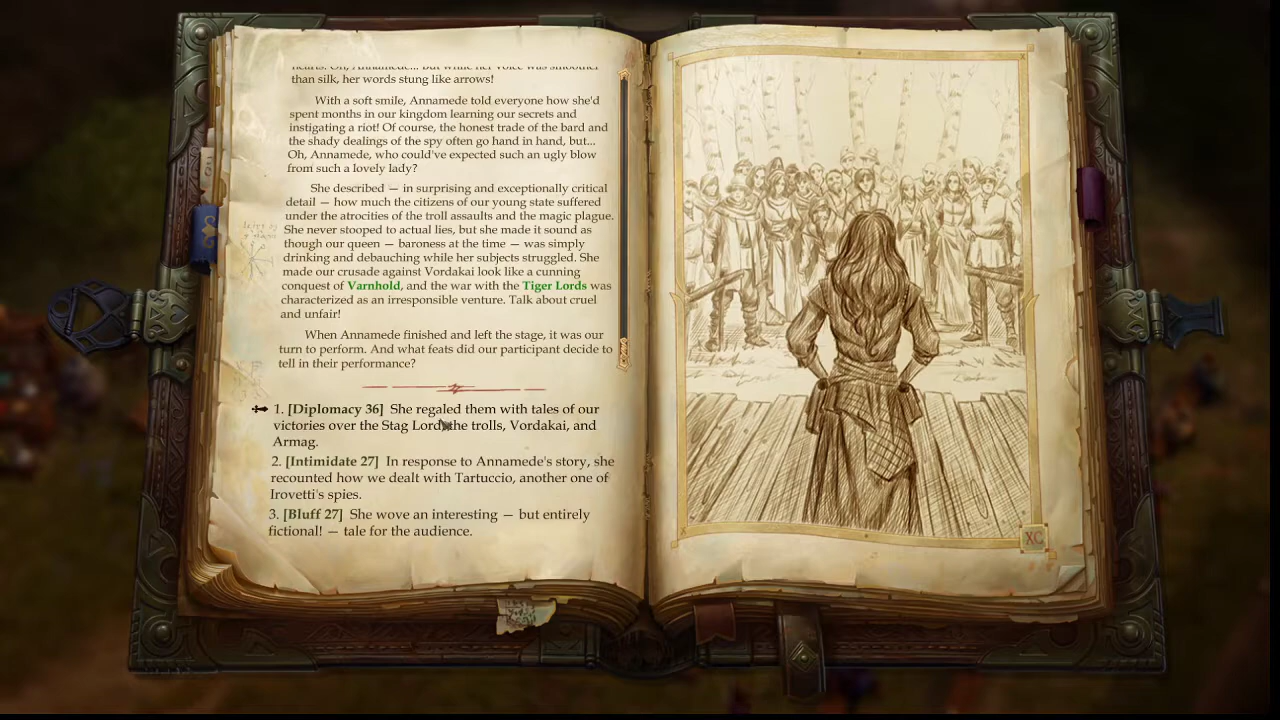 hearts. Oh, Annamede... But while her voice was smoother
than silk, her words stung like arrows!
With a soft smile, Annamede told everyone how she'd
spent months in our kingdom learning our secrets and
instigating a riot! Of course, the honest trade of the bard and
the shady dealings of the spy often go hand in hand, but...
Oh, Annamede, who could've expected such an ugly blow
from such a lovely lady?
She described — in surprising and exceptionally critical
detail — how much the citizens of our young state suffered
under the atrocities of the troll assaults and the magic plague.
She never stooped to actual lies, but she made it sound as
though our queen — baroness at the time — was simply
drinking and debauching while her subjects struggled. She
made our crusade against Vordakai look like a cunning
conquest of Varnhold, and the war with the Tiger Lords was
characterized as an irresponsible venture. Talk about cruel
and unfair!
When Annamede finished and left the stage, it was our
turn to perform. And what feats did our participant decide to
tell in their performance?
1. [Diplomacy 36] She regaled them with tales of our
victories over the Stag Lord, the trolls, Vordakai, and
Armag.
2. [Intimidate 27] In response to Annamede's story, she
recounted how we dealt with Tartuccio, another one of
Irovetti's spies.
3. [Bluff 27] She wove an interesting — but entirely
fictional! — tale for the audience.
XC